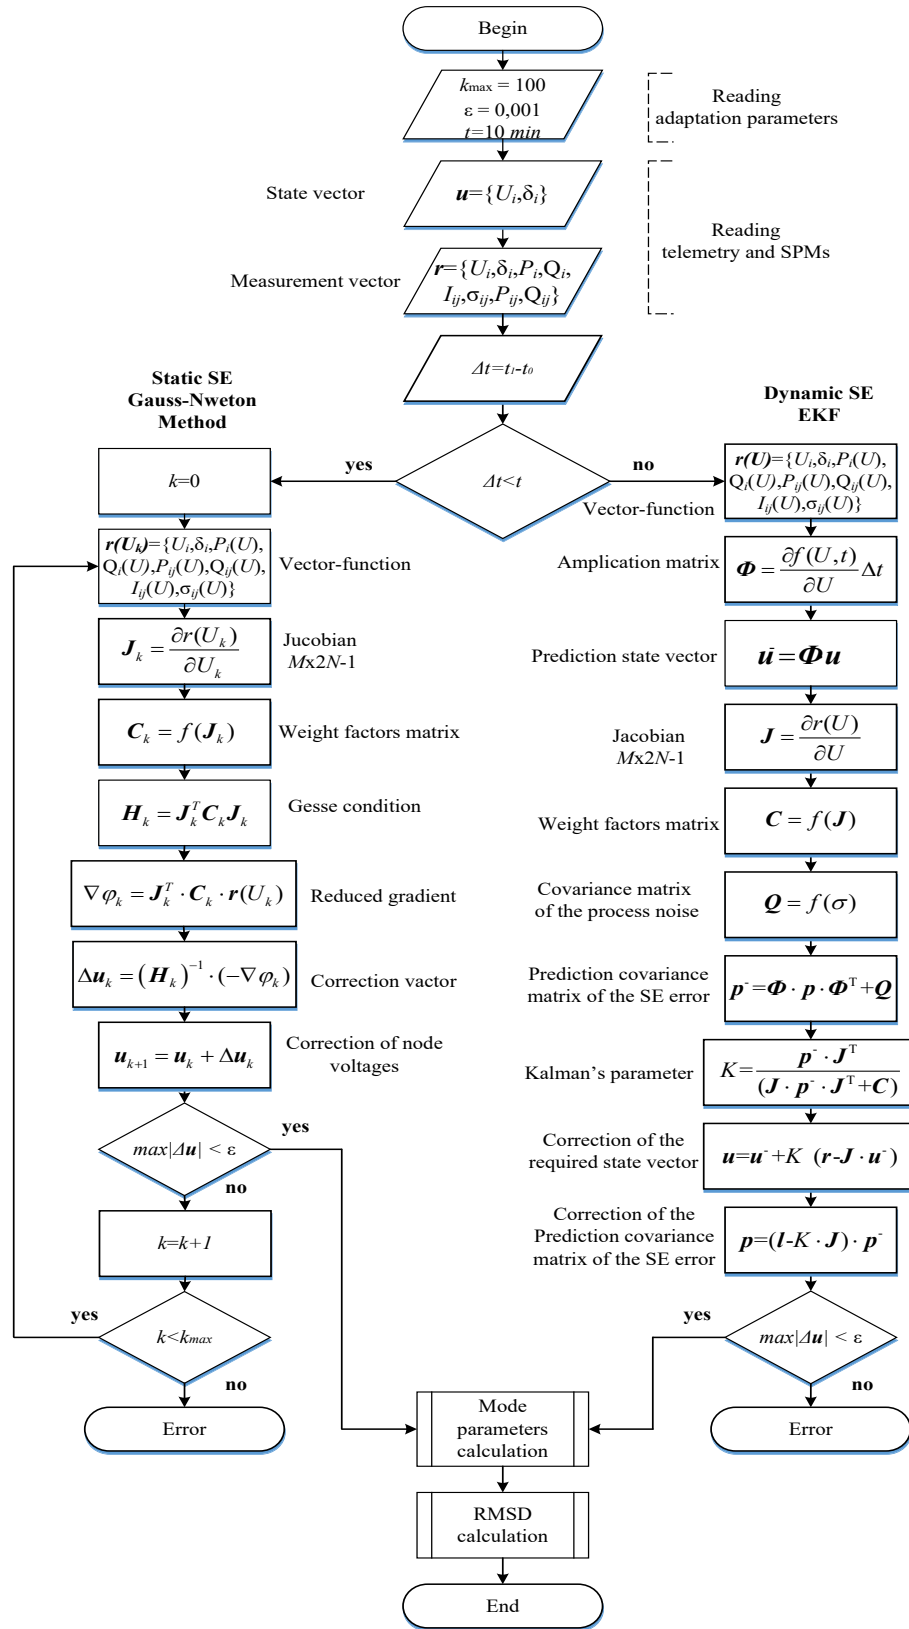 Begin
kmax = 100
ε = 0,001
t=10 min
Reading
adaptation parameters
State vector
u={Ui,δi}
Reading
telemetry and SPMs
Measurement vector
r={Ui,δi,Pi,Qi,
Iij,σij,Pij,Qij}
Δt=t1-t0
Static SE
Gauss-Nweton
Method
Dynamic SE
EKF
yes
Δt<t
no
k=0
r(Uk)={Ui,δi,Pi(U),
Qi(U),Pij(U),Qij(U),
Iij(U),σij(U)}
Vector-function
Jk = ∂r(Uk)/∂Uk
Jucobian
Mx2N-1
Ck = f(Jk)
Weight factors matrix
Hk = Jk^T Ck Jk
Gesse condition
∇φk = Jk^T · Ck · r(Uk)
Reduced gradient
Δuk = (Hk)^−1 · (−∇φk)
Correction vactor
uk+1 = uk + Δuk
Correction of node
voltages
max|Δu| < ε
yes
no
k=k+1
yes
k<kmax
no
Error
r(U)={Ui,δi,Pi(U),
Qi(U),Pij(U),Qij(U),
Iij(U),σij(U)}
Vector-function
Amplication matrix
Φ = ∂f(U,t)/∂U Δt
Prediction state vector
u-=Φu
Jacobian
Mx2N-1
J = ∂r(U)/∂U
Weight factors matrix
C = f(J)
Covariance matrix
of the process noise
Q = f(σ)
Prediction covariance
matrix of the SE error
p-=Φ · p · Φ^T+Q
Kalman's parameter
K= p- · J^T/(J · p- · J^T+C)
Correction of the
required state vector
u=u-+K (r-J · u-)
Correction of the
Prediction covariance
matrix of the SE error
p=(I-K · J) · p-
yes
max|Δu| < ε
no
Error
Mode
parameters
calculation
RMSD
calculation
End